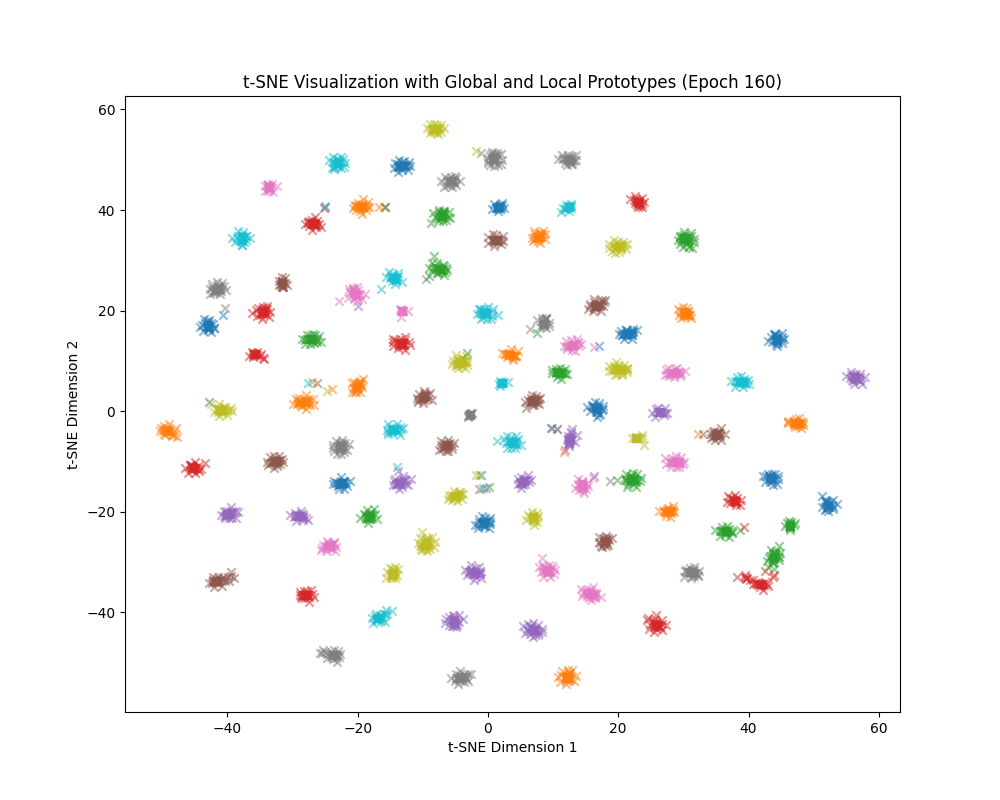 t-SNE Visualization with Global and Local Prototypes (Epoch 160)
60
40
20
0
−20
−40
t-SNE Dimension 2
−40 −20 0 20 40 60
t-SNE Dimension 1